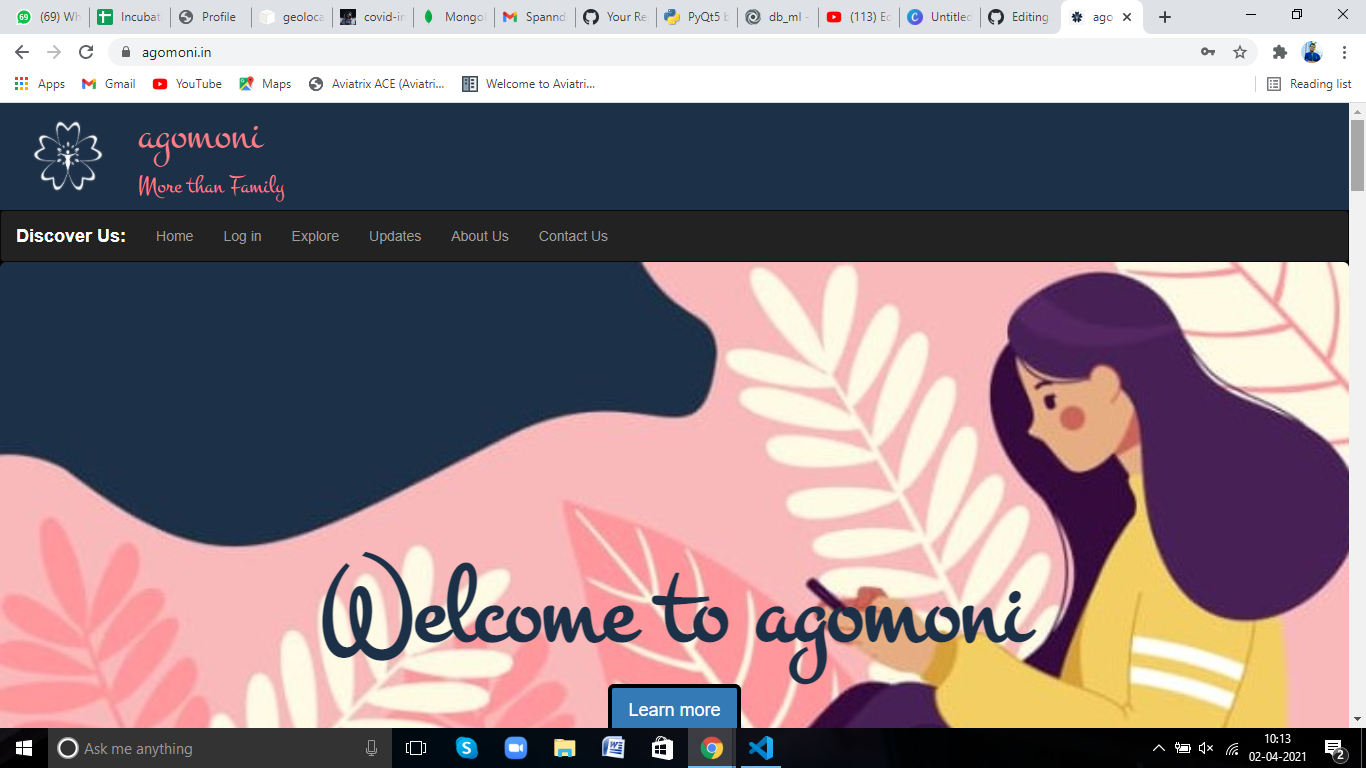 (69) Wh
Incubat
Profile
geoloca
covid-in
Mongol
Spannd
Your Re
PyQt5 b
db_ml -
(113) Ec
Untitled
Editing
ago
agomoni.in
Apps
Gmail
YouTube
Maps
Aviatrix ACE (Aviatri...
Welcome to Aviatri...
Reading list
agomoni
More than Family
Discover Us: Home Log in Explore Updates About Us Contact Us
Welcome to agomoni
Learn more
Ask me anything
10:13
02-04-2021
2